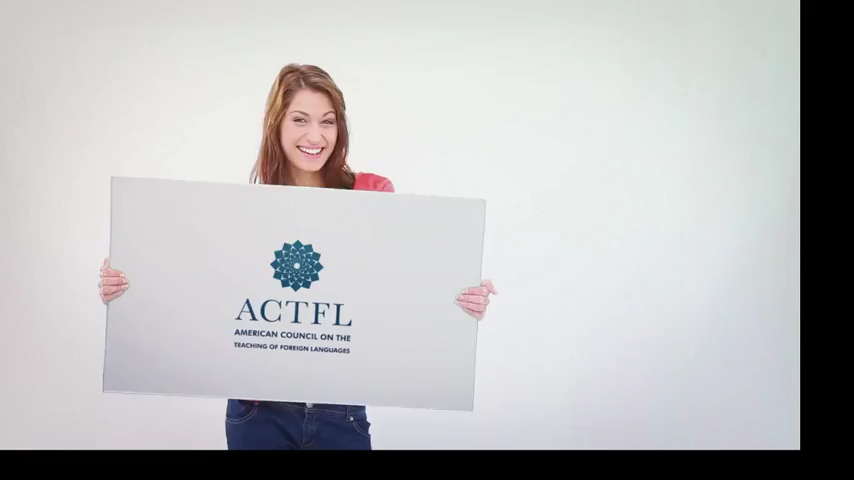 ACTFL
AMERICAN COUNCIL ON THE
TEACHING OF FOREIGN LANGUAGES